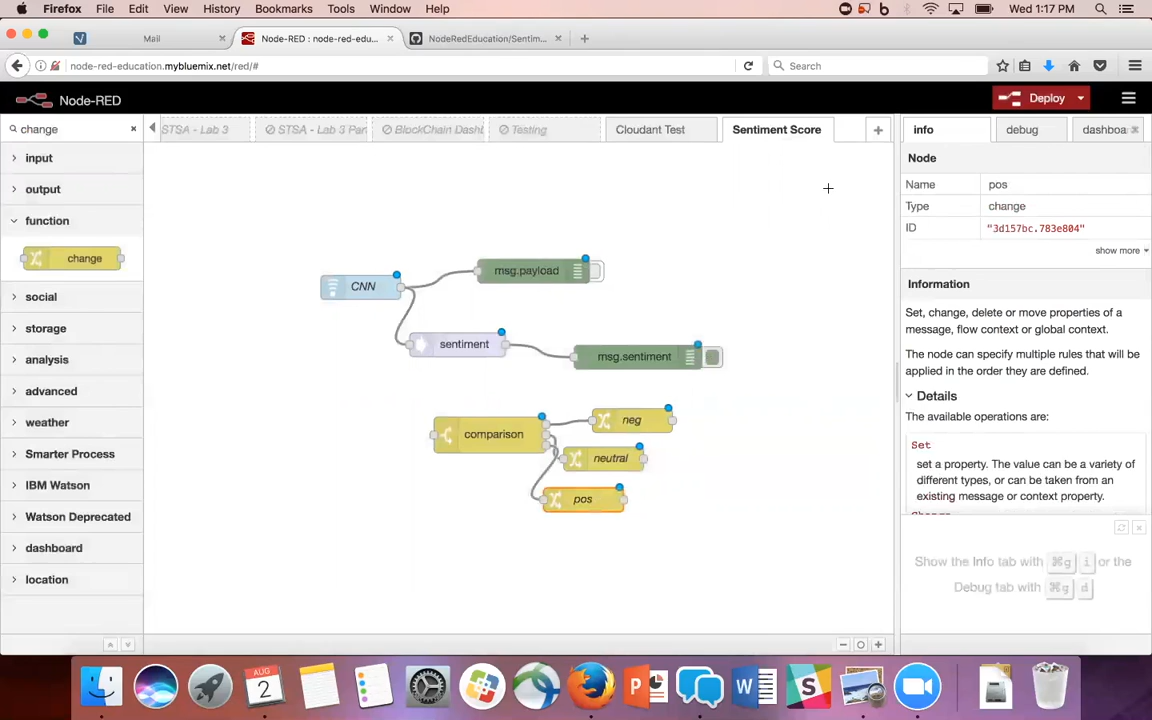 Firefox File Edit View History Bookmarks Tools Window Help Wed 1:17 PM
Mail × Node-RED : node-red-edu... × NodeRedEducation/Sentim... × +
node-red-education.mybluemix.net/red/# Search
Node-RED Deploy
change ×
STSA - Lab 3 STSA - Lab 3 Par BlockChain Dashl Testing Cloudant Test Sentiment Score +
info debug dashboa
input
output
function
change
social
storage
analysis
advanced
weather
Smarter Process
IBM Watson
Watson Deprecated
dashboard
location
CNN
msg.payload
sentiment
msg.sentiment
comparison
neg
neutral
pos
Node
Name pos
Type change
ID "3d157bc.783e804"
show more
Information
Set, change, delete or move properties of a
message, flow context or global context.
The node can specify multiple rules that will be
applied in the order they are defined.
Details
The available operations are:
Set
set a property. The value can be a variety of
different types, or can be taken from an
existing message or context property.
Show the Info tab with ⌘g i or the
Debug tab with ⌘g d
AUG
2